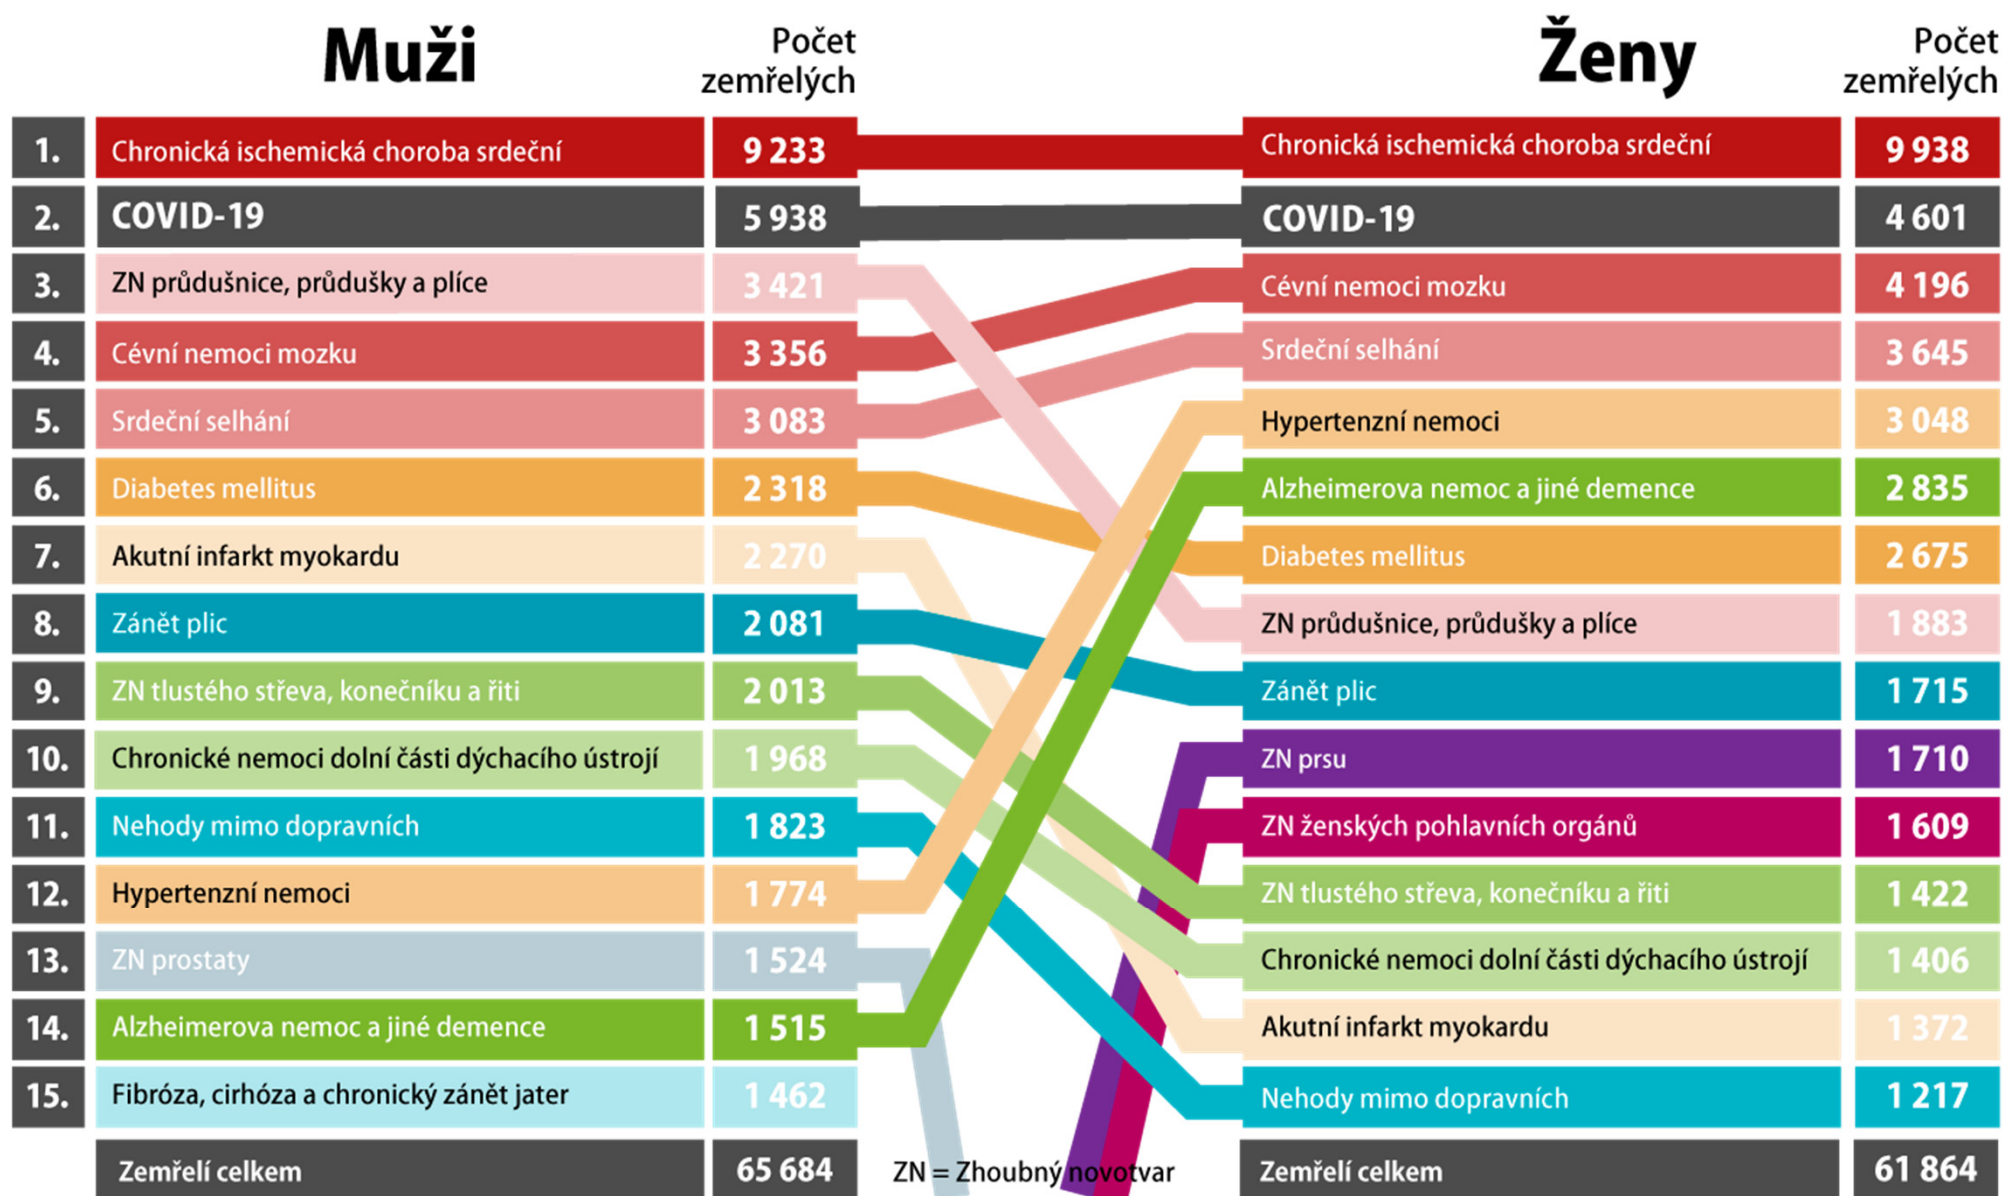 Muži
Počet
zemřelých
Ženy
Počet
zemřelých
1. Chronická ischemická choroba srdeční 9 233 Chronická ischemická choroba srdeční 9 938
2. COVID-19 5 938 COVID-19 4 601
3. ZN průdušnice, průdušky a plíce 3 421 Cévní nemoci mozku 4 196
4. Cévní nemoci mozku 3 356 Srdeční selhání 3 645
5. Srdeční selhání 3 083 Hypertenzní nemoci 3 048
6. Diabetes mellitus 2 318 Alzheimerova nemoc a jiné demence 2 835
7. Akutní infarkt myokardu 2 270 Diabetes mellitus 2 675
8. Zánět plic 2 081 ZN průdušnice, průdušky a plíce 1 883
9. ZN tlustého střeva, konečníku a řiti 2 013 Zánět plic 1 715
10. Chronické nemoci dolní části dýchacího ústrojí 1 968 ZN prsu 1 710
11. Nehody mimo dopravních 1 823 ZN ženských pohlavních orgánů 1 609
12. Hypertenzní nemoci 1 774 ZN tlustého střeva, konečníku a řiti 1 422
13. ZN prostaty 1 524 Chronické nemoci dolní části dýchacího ústrojí 1 406
14. Alzheimerova nemoc a jiné demence 1 515 Akutní infarkt myokardu 1 372
15. Fibróza, cirhóza a chronický zánět jater 1 462 Nehody mimo dopravních 1 217
Zemřelí celkem 65 684 ZN = Zhoubný novotvar Zemřelí celkem 61 864